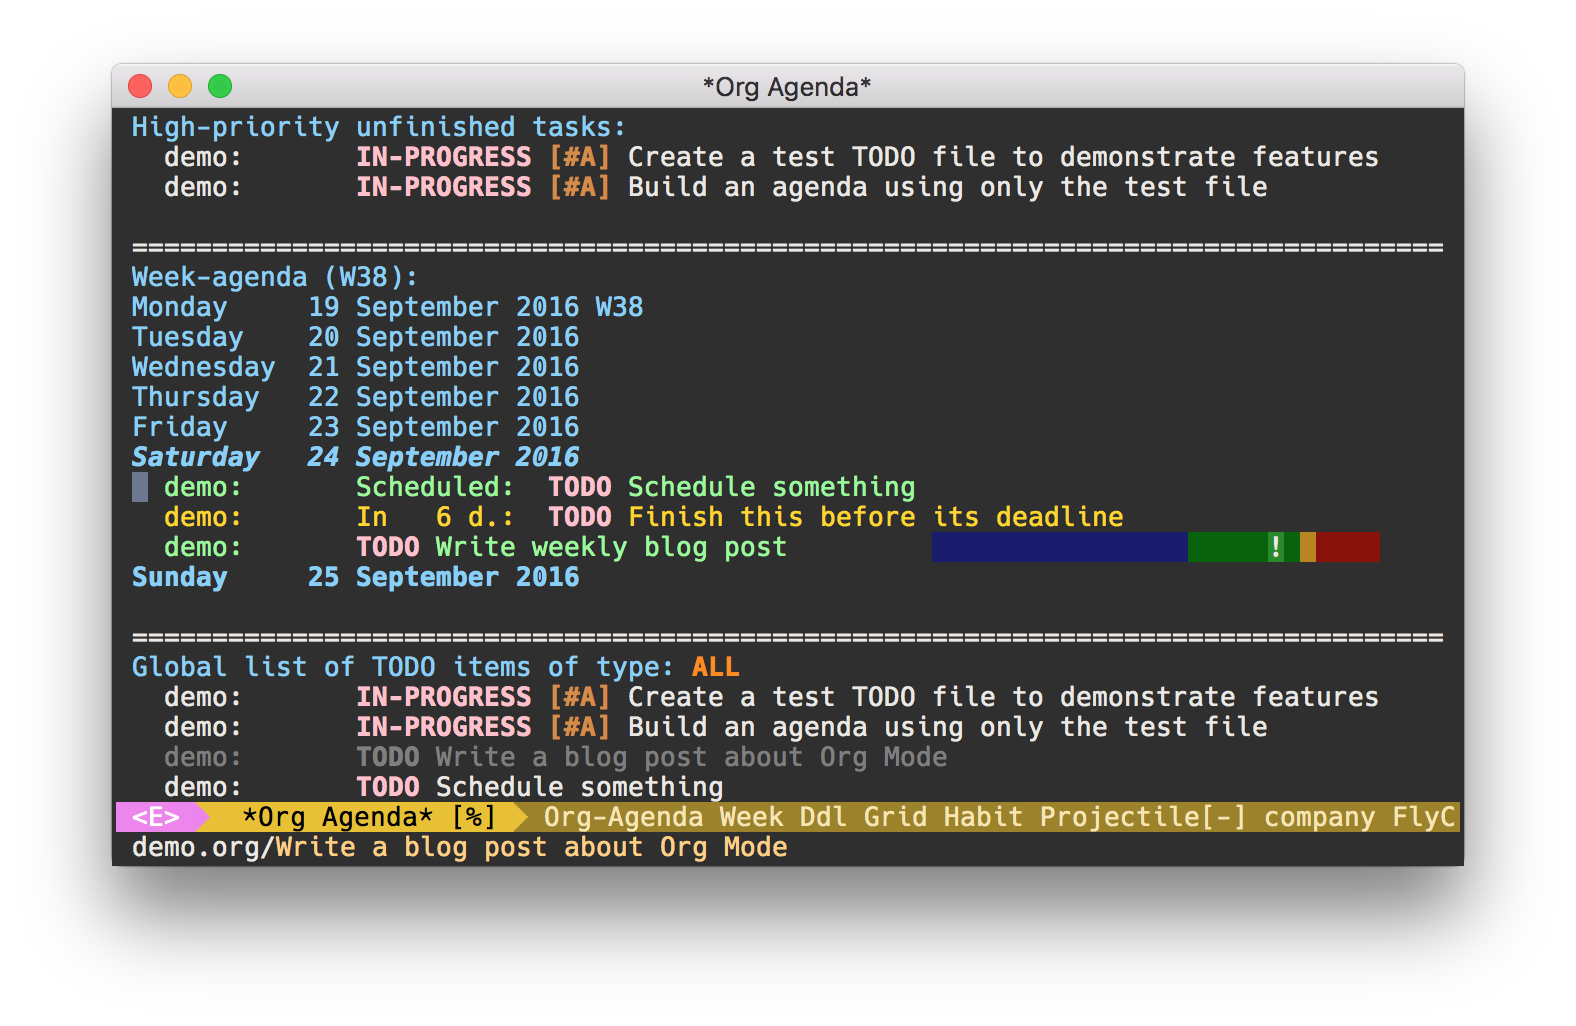 *Org Agenda*
High-priority unfinished tasks:
  demo:       IN-PROGRESS [#A] Create a test TODO file to demonstrate features
  demo:       IN-PROGRESS [#A] Build an agenda using only the test file
==================================================================================
Week-agenda (W38):
Monday     19 September 2016 W38
Tuesday    20 September 2016
Wednesday  21 September 2016
Thursday   22 September 2016
Friday     23 September 2016
Saturday   24 September 2016
  demo:       Scheduled:  TODO Schedule something
  demo:       In   6 d.:  TODO Finish this before its deadline
  demo:       TODO Write weekly blog post                     !
Sunday     25 September 2016
==================================================================================
Global list of TODO items of type: ALL
  demo:       IN-PROGRESS [#A] Create a test TODO file to demonstrate features
  demo:       IN-PROGRESS [#A] Build an agenda using only the test file
  demo:       TODO Write a blog post about Org Mode
  demo:       TODO Schedule something
<E>    *Org Agenda* [%]   Org-Agenda Week Ddl Grid Habit Projectile[-] company FlyC
demo.org/Write a blog post about Org Mode